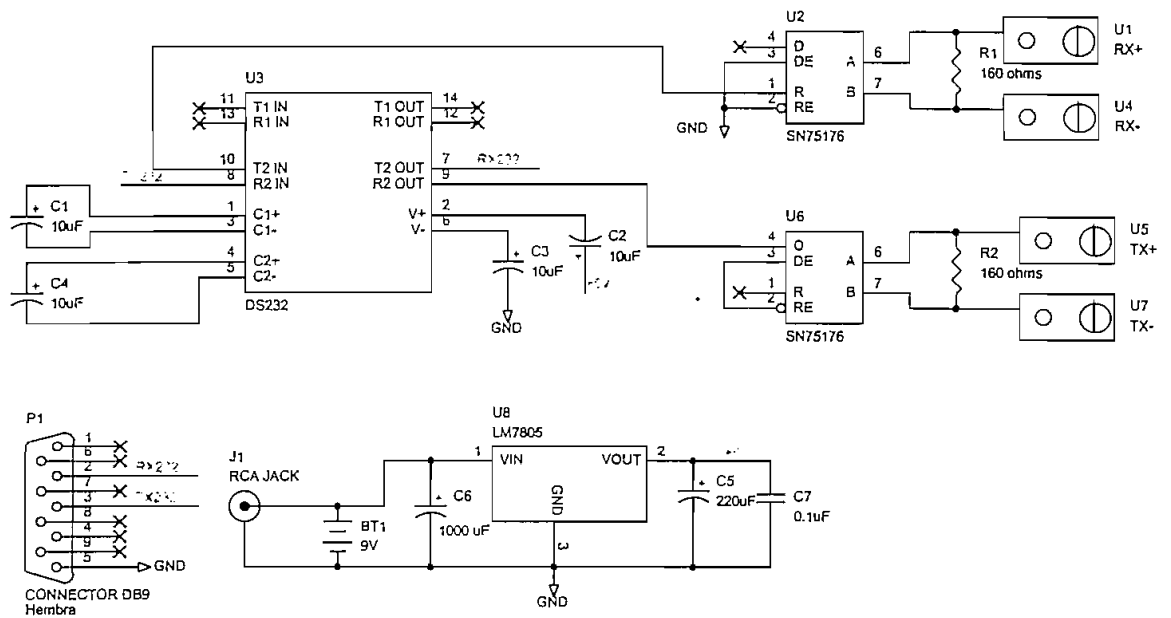 U3
11 T1 IN T1 OUT 14
13 R1 IN R1 OUT 12
10 T2 IN T2 OUT 7
8 R2 IN R2 OUT 9
1 C1+ V+ 2
3 C1- V- 6
4 C2+
5 C2-
DS232
C1
10uF
C4
10uF
C3
10uF
GND
C2
10uF
U2
4 D
3 DE A 6
1 R B 7
2 RE
SN75176
GND
R1
160 ohms
U1
RX+
U4
RX-
U6
4
3 DE A 6
1 R B 7
2 RE
SN75176
R2
160 ohms
U5
TX+
U7
TX-
P1
1
6
2
7
3
8
4
9
5
GND
CONNECTOR DB9
Hembra
J1
RCA JACK
BT1
9V
C6
1000 uF
U8
LM7805
1 VIN VOUT 2
GND
3
GND
C5
220uF
C7
0.1uF